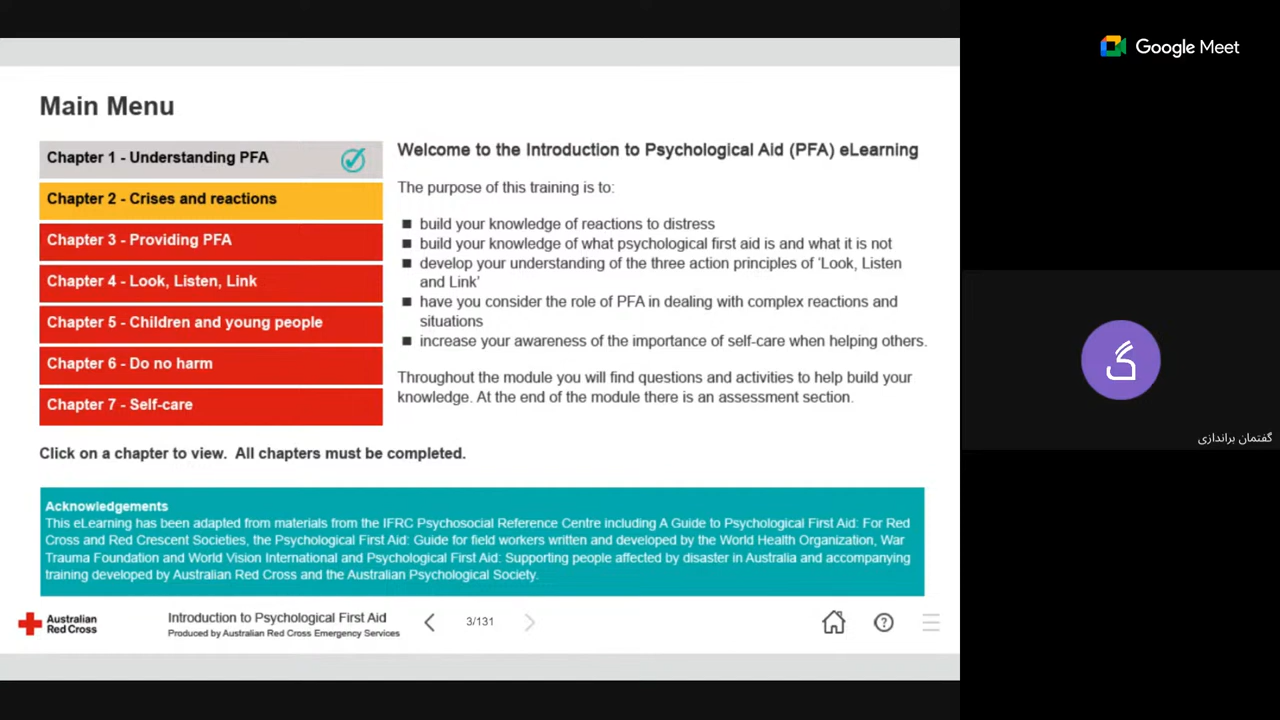 Google Meet
Main Menu
Chapter 1 - Understanding PFA
Chapter 2 - Crises and reactions
Chapter 3 - Providing PFA
Chapter 4 - Look, Listen, Link
Chapter 5 - Children and young people
Chapter 6 - Do no harm
Chapter 7 - Self-care
Welcome to the Introduction to Psychological Aid (PFA) eLearning
The purpose of this training is to:
■ build your knowledge of reactions to distress
■ build your knowledge of what psychological first aid is and what it is not
■ develop your understanding of the three action principles of 'Look, Listen
and Link'
■ have you consider the role of PFA in dealing with complex reactions and
situations
■ increase your awareness of the importance of self-care when helping others.
Throughout the module you will find questions and activities to help build your
knowledge. At the end of the module there is an assessment section.
Click on a chapter to view. All chapters must be completed.
Acknowledgements
This eLearning has been adapted from materials from the IFRC Psychosocial Reference Centre including A Guide to Psychological First Aid: For Red
Cross and Red Crescent Societies, the Psychological First Aid: Guide for field workers written and developed by the World Health Organization, War
Trauma Foundation and World Vision International and Psychological First Aid: Supporting people affected by disaster in Australia and accompanying
training developed by Australian Red Cross and the Australian Psychological Society.
Australian
Red Cross
Introduction to Psychological First Aid
Produced by Australian Red Cross Emergency Services
3/131
?
گ
گفتمان براندازی